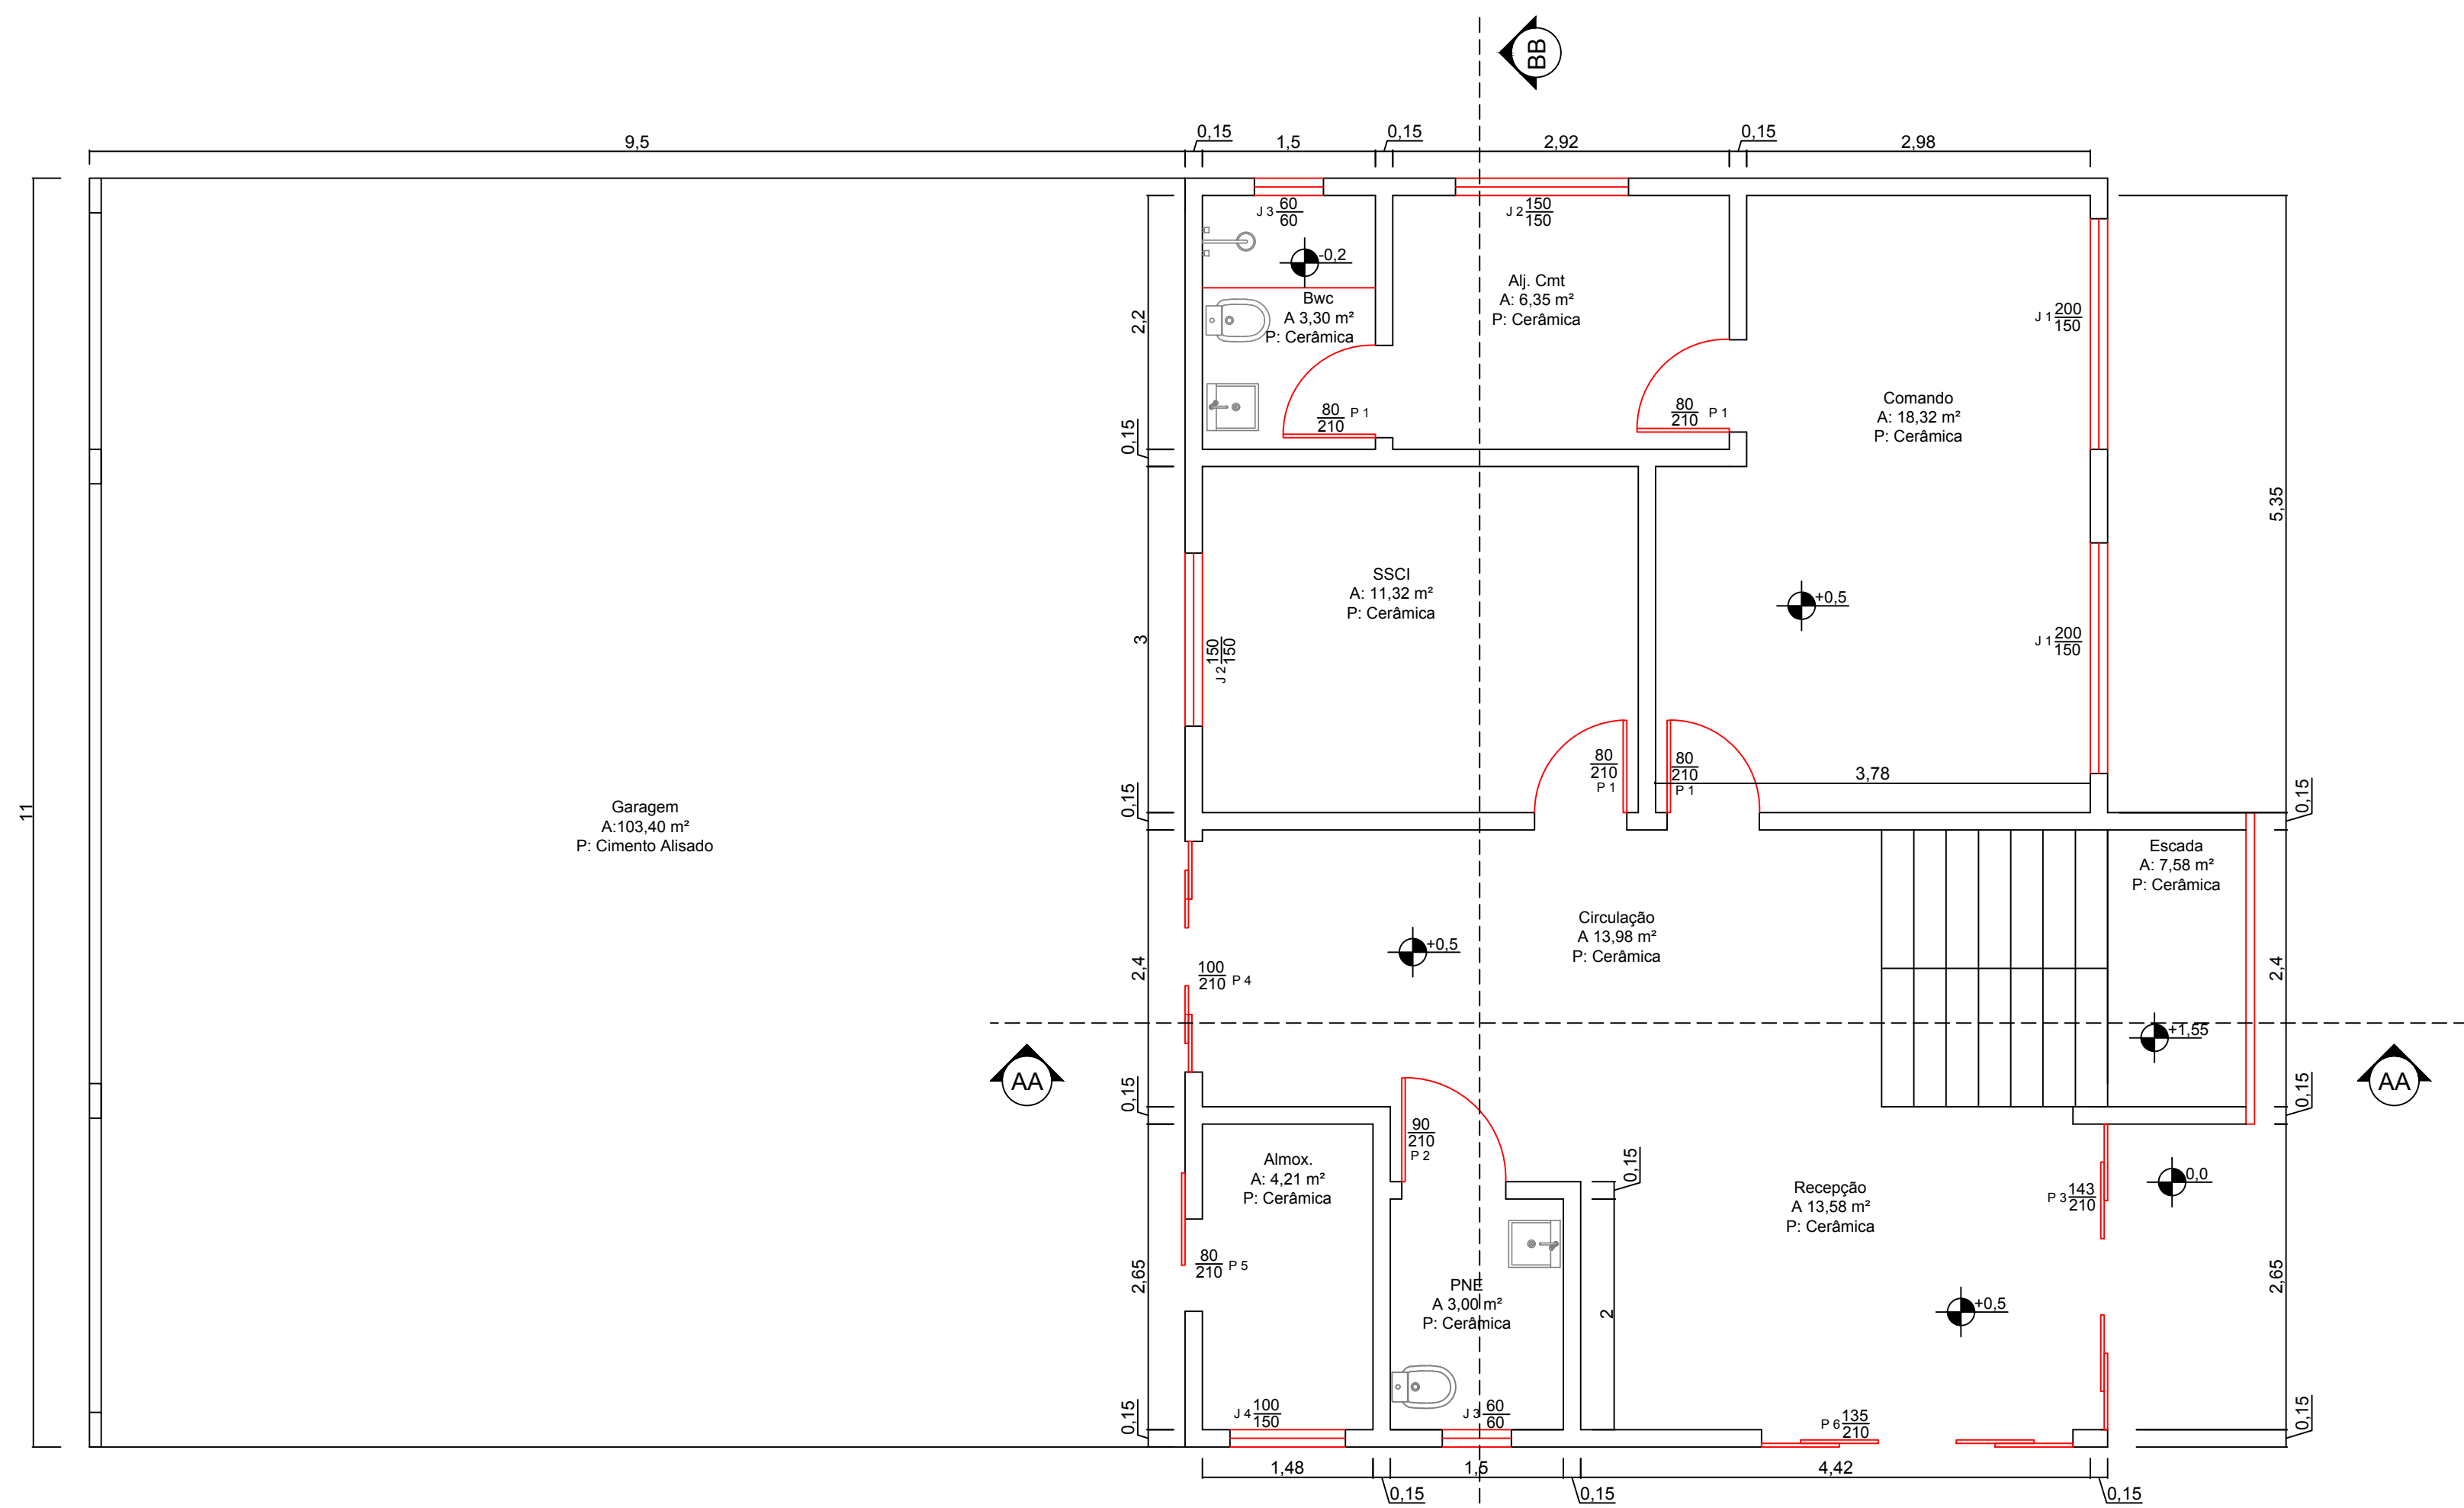 BB
9,5
0,15
1,5
0,15
2,92
0,15
2,98
J 3 60
60
J 2 150
150
-0,2
Bwc
A 3,30 m²
P: Cerâmica
Alj. Cmt
A: 6,35 m²
P: Cerâmica
J 1 200
150
2,2
80
210 P 1
80
210 P 1
Comando
A: 18,32 m²
P: Cerâmica
0,15
5,35
SSCI
A: 11,32 m²
P: Cerâmica
+0,5
3
J 2 150
150
J 1 200
150
80
210
P 1
80
210
P 1
3,78
11
Garagem
A:103,40 m²
P: Cimento Alisado
0,15
0,15
Escada
A: 7,58 m²
P: Cerâmica
Circulação
A 13,98 m²
P: Cerâmica
+0,5
2,4
100
210 P 4
2,4
+1,55
AA
AA
0,15
0,15
90
210
P 2
Almox.
A: 4,21 m²
P: Cerâmica
0,15
Recepção
A 13,58 m²
P: Cerâmica
P 3 143
210
0,0
2,65
80
210 P 5
PNE
A 3,00 m²
P: Cerâmica
2
+0,5
2,65
0,15
J 4 100
150
J 3 60
60
P 6 135
210
0,15
1,48
1,5
4,42
0,15
0,15
0,15